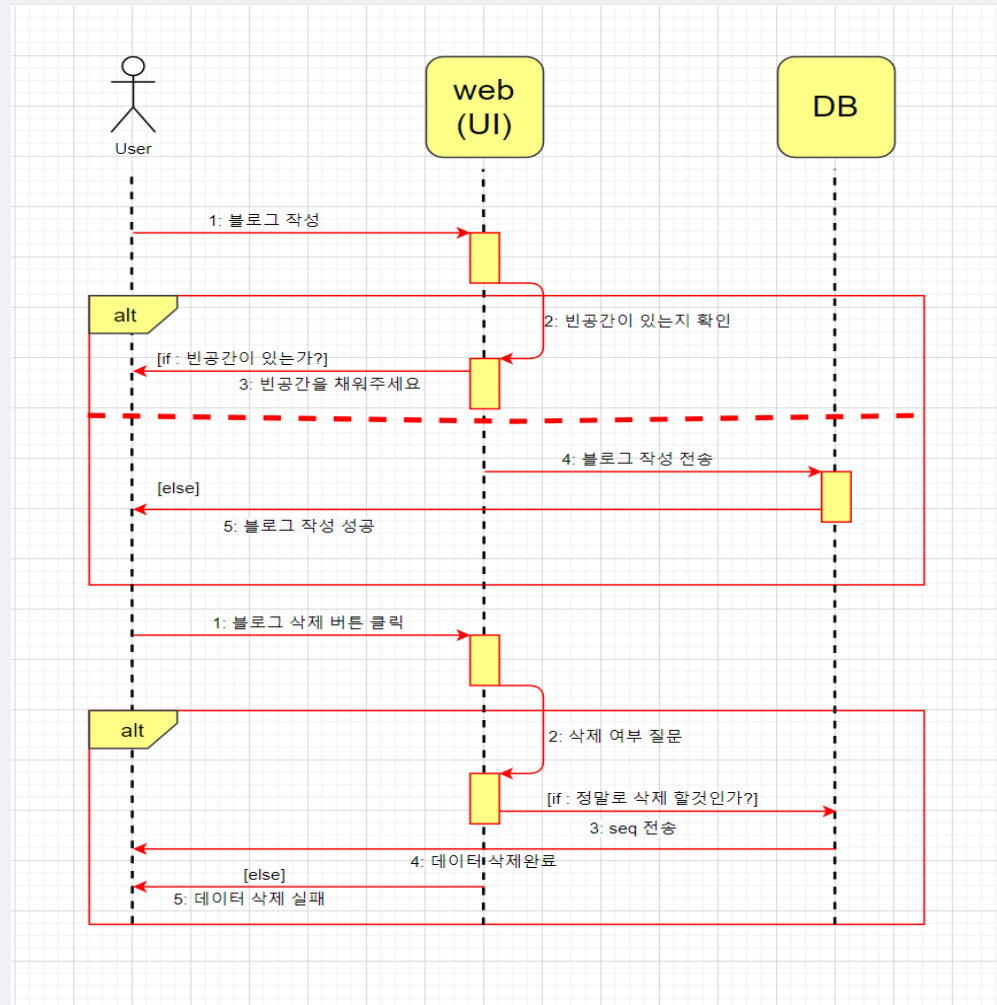 User
web
(UI)
DB
1: 블로그 작성
alt
2: 빈공간이 있는지 확인
[if : 빈공간이 있는가?]
3: 빈공간을 채워주세요
4: 블로그 작성 전송
[else]
5: 블로그 작성 성공
1: 블로그 삭제 버튼 클릭
alt
2: 삭제 여부 질문
[if : 정말로 삭제 할것인가?]
3: seq 전송
4: 데이터 삭제완료
[else]
5: 데이터 삭제 실패